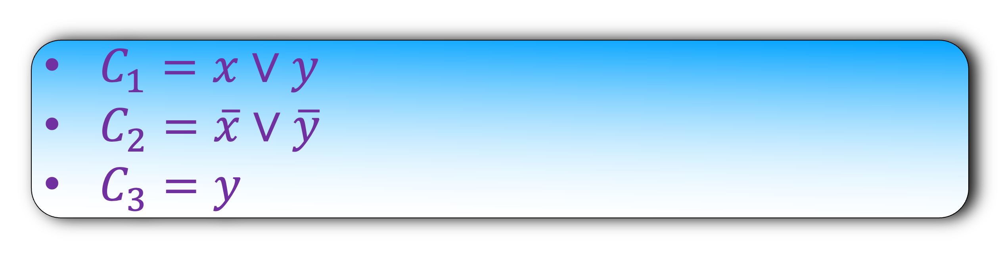 • C₁ = x ∨ y
• C₂ = x̅ ∨ y̅
• C₃ = y